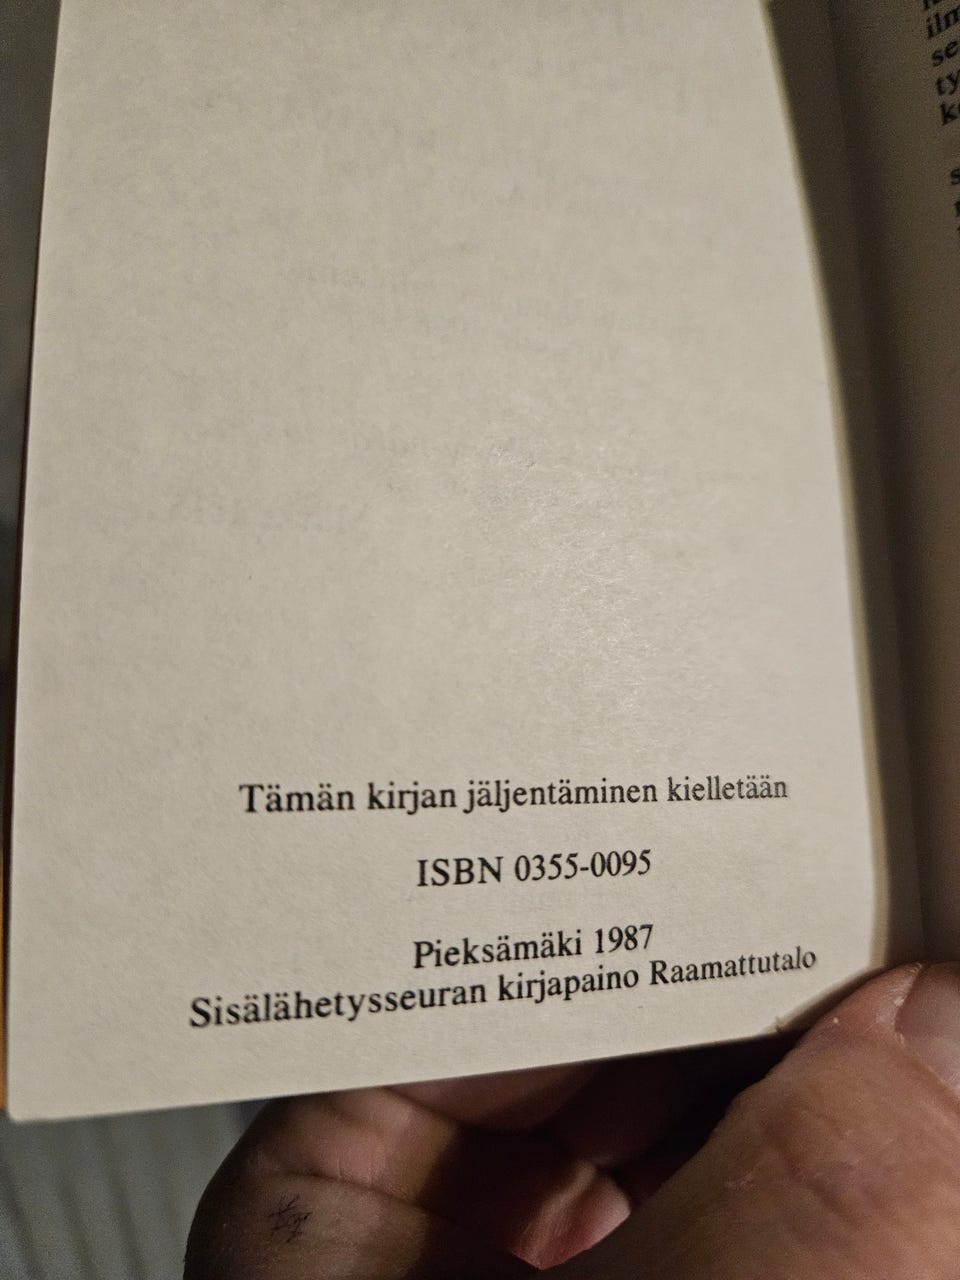 Tämän kirjan jäljentäminen kielletään
ISBN 0355-0095
Pieksämäki 1987
Sisälähetysseuran kirjapaino Raamattutalo